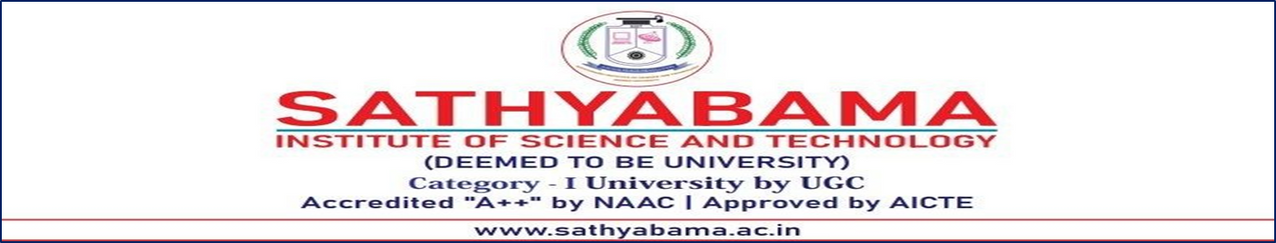 SATHYABAMA
INSTITUTE OF SCIENCE AND TECHNOLOGY
(DEEMED TO BE UNIVERSITY)
Category - I University by UGC
Accredited "A++" by NAAC | Approved by AICTE
www.sathyabama.ac.in